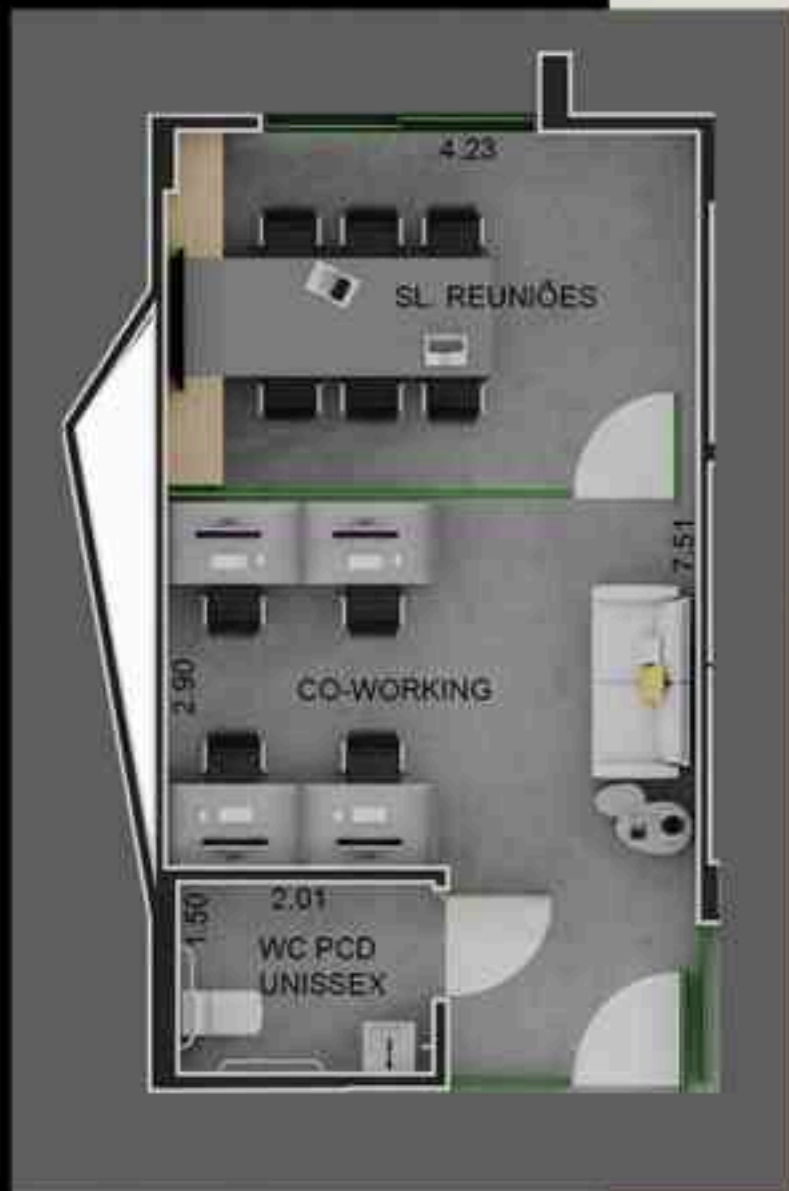 4.23
SL. REUNIÕES
7.51
2.90
CO-WORKING
1.50
2.01
WC PCD
UNISSEX